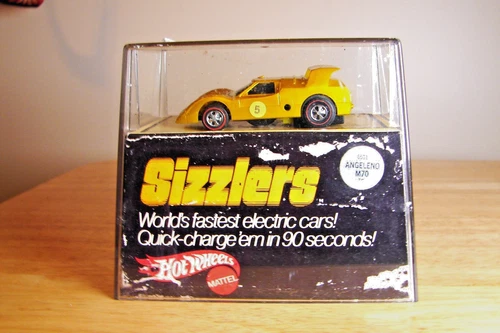 5
Sizzlers
ANGELENO
M70
World's fastest electric cars!
Quick-charge 'em in 90 seconds!
Hot Wheels
MATTEL